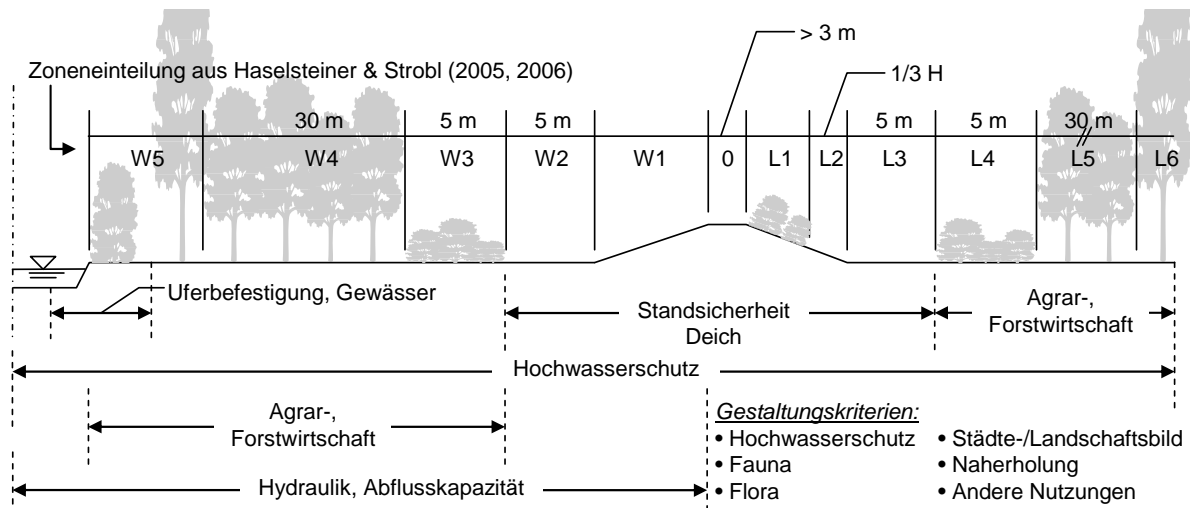 > 3 m
Zoneneinteilung aus Haselsteiner & Strobl (2005, 2006)
1/3 H
30 m 5 m 5 m 5 m 5 m 30 m
W5 W4 W3 W2 W1 0 L1 L2 L3 L4 L5 L6
Uferbefestigung, Gewässer
Standsicherheit
Deich
Agrar-,
Forstwirtschaft
Hochwasserschutz
Agrar-,
Forstwirtschaft
Hydraulik, Abflusskapazität
Gestaltungskriterien:
• Hochwasserschutz
• Fauna
• Flora
• Städte-/Landschaftsbild
• Naherholung
• Andere Nutzungen